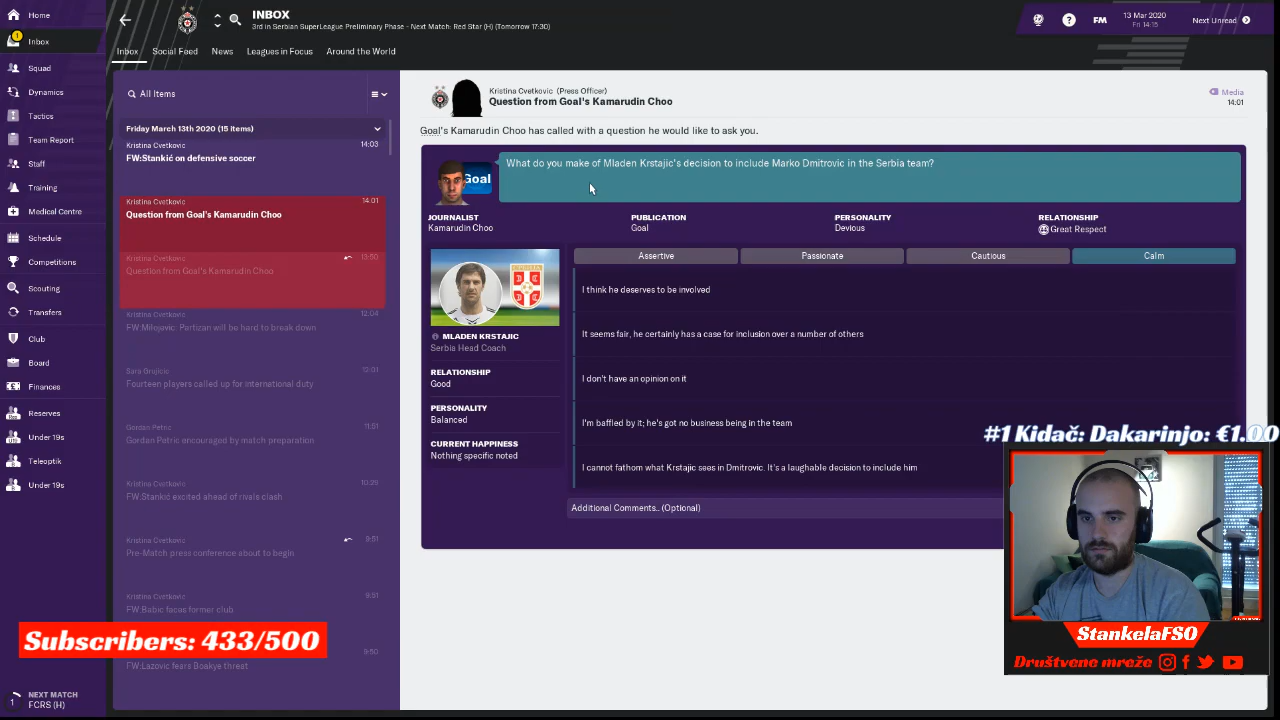 Home
Inbox
Squad
Dynamics
Tactics
Team Report
Staff
Training
Medical Centre
Schedule
Competitions
Scouting
Transfers
Club
Board
Finances
Reserves
Under 19s
Teleoptik
Under 19s
1
NEXT MATCH
FCRS (H)
INBOX
3rd in Serbian SuperLeague Preliminary Phase - Next Match: Red Star (H) (Tomorrow 17:30)
? FM
13 Mar 2020
Fri 14:15
Next Unread
Inbox Social Feed News Leagues in Focus Around the World
All Items
Friday March 13th 2020 (15 items)
Kristina Cvetkovic 14:03
FW:Stankić on defensive soccer
Kristina Cvetkovic 14:01
Question from Goal's Kamarudin Choo
Kristina Cvetkovic 13:50
Question from Goal's Kamarudin Choo
Kristina Cvetkovic 12:04
FW:Milojević: Partizan will be hard to break down
Sara Grujicic 12:01
Fourteen players called up for international duty
Gordan Petric 11:51
Gordan Petric encouraged by match preparation
Kristina Cvetkovic 10:26
FW:Stankić excited ahead of rivals clash
Kristina Cvetkovic 9:51
Pre-Match press conference about to begin
Kristina Cvetkovic 9:51
FW:Babic faces former club
9:50
FW:Lazovic fears Boakye threat
Kristina Cvetkovic (Press Officer)
Question from Goal's Kamarudin Choo
Media
14:01
Goal's Kamarudin Choo has called with a question he would like to ask you.
Goal
What do you make of Mladen Krstajic's decision to include Marko Dmitrovic in the Serbia team?
JOURNALIST PUBLICATION PERSONALITY RELATIONSHIP
Kamarudin Choo Goal Devious Great Respect
Assertive Passionate Cautious Calm
I think he deserves to be involved
It seems fair, he certainly has a case for inclusion over a number of others
I don't have an opinion on it
I'm baffled by it; he's got no business being in the team
I cannot fathom what Krstajic sees in Dmitrovic. It's a laughable decision to include him
Additional Comments.. (Optional)
MLADEN KRSTAJIC
Serbia Head Coach
RELATIONSHIP
Good
PERSONALITY
Balanced
CURRENT HAPPINESS
Nothing specific noted
#1 Kidać: Dakarinjo: €1.00
StankelaFSO
Društvene mreže
Subscribers: 433/500